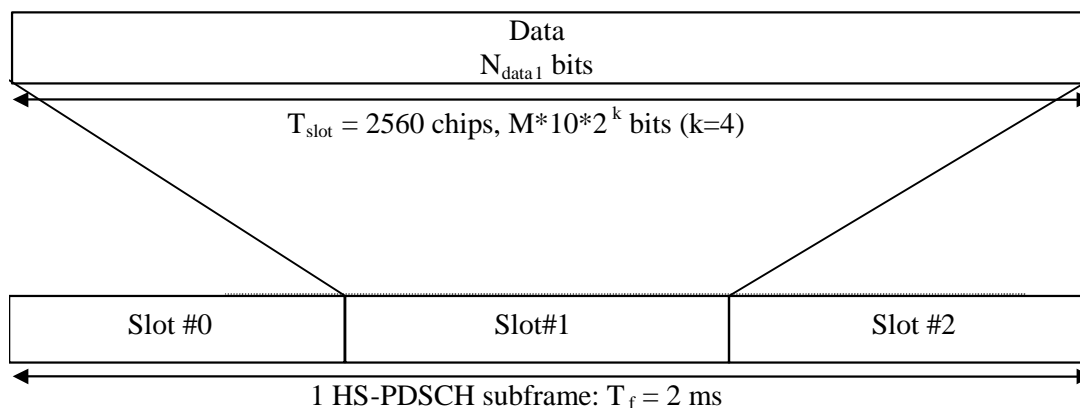 Data
N_data1 bits
T_slot = 2560 chips, M*10*2^k bits (k=4)
Slot #0 Slot#1 Slot #2
1 HS-PDSCH subframe: T_f = 2 ms